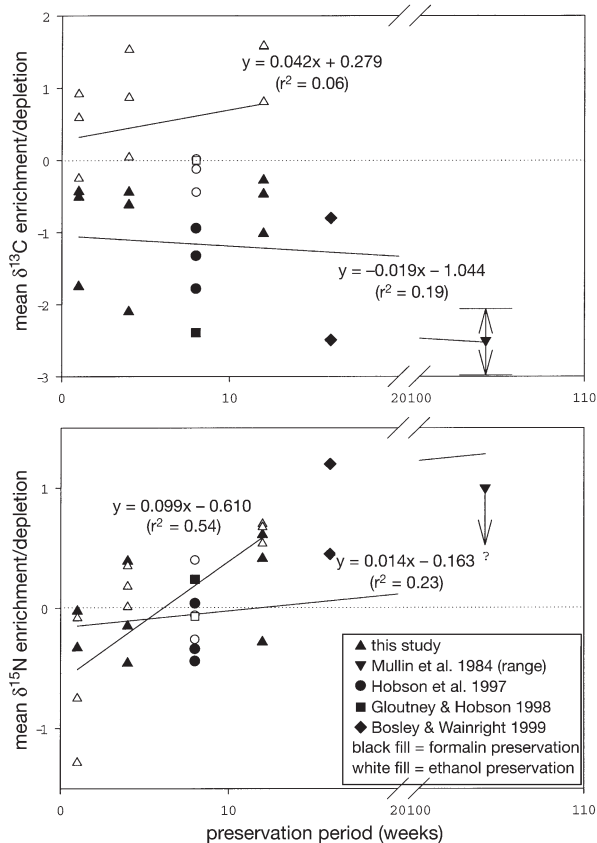 2
1
0
-1
-2
-3
mean δ13C enrichment/depletion
y = 0.042x + 0.279
(r2 = 0.06)
y = –0.019x – 1.044
(r2 = 0.19)
0
10
20100
110
1
0
-1
mean δ15N enrichment/depletion
y = 0.099x – 0.610
(r2 = 0.54)
y = 0.014x – 0.163
(r2 = 0.23)
?
this study
Mullin et al. 1984 (range)
Hobson et al. 1997
Gloutney & Hobson 1998
Bosley & Wainright 1999
black fill = formalin preservation
white fill = ethanol preservation
0
10
20100
110
preservation period (weeks)